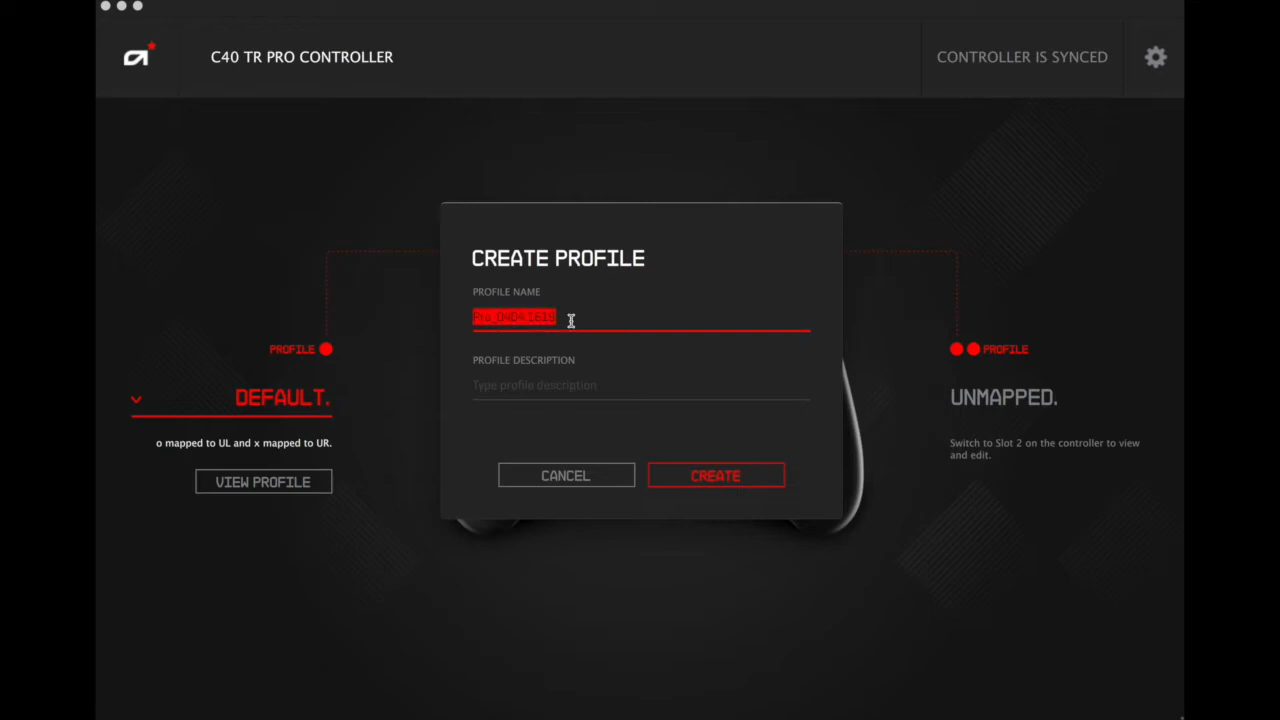 C40 TR PRO CONTROLLER
CONTROLLER IS SYNCED
CREATE PROFILE
PROFILE NAME
Pro_0404.1615
PROFILE DESCRIPTION
Type profile description
CANCEL
CREATE
PROFILE
DEFAULT.
o mapped to UL and x mapped to UR.
VIEW PROFILE
PROFILE
UNMAPPED.
Switch to Slot 2 on the controller to view
and edit.